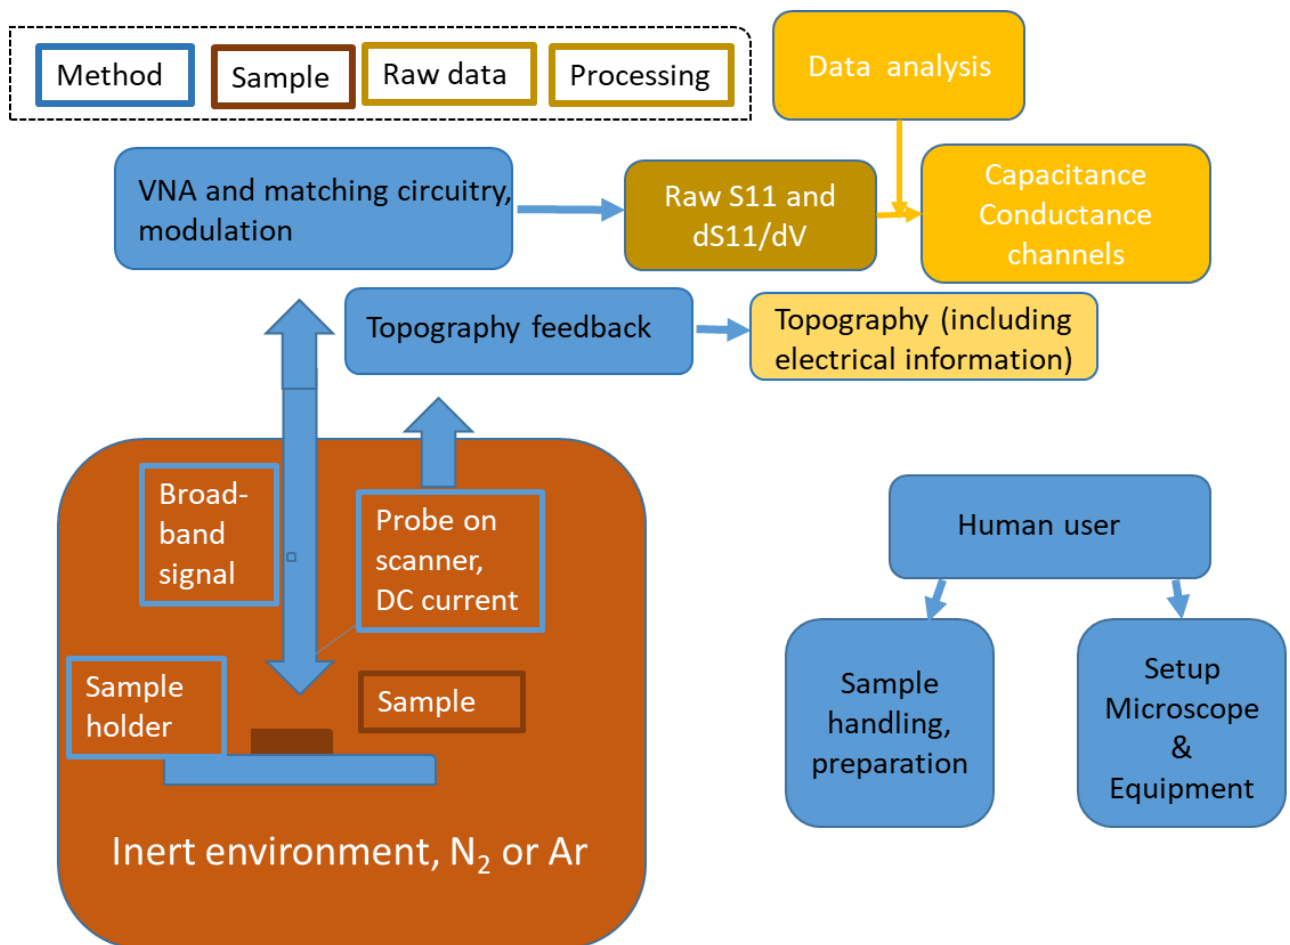 Method
Sample
Raw data
Processing
Data analysis
VNA and matching circuitry,
modulation
Raw S11 and
dS11/dV
Capacitance
Conductance
channels
Topography feedback
Topography (including
electrical information)
Broad-
band
signal
Probe on
scanner,
DC current
Sample
holder
Sample
Inert environment, N₂ or Ar
Human user
Sample
handling,
preparation
Setup
Microscope
&
Equipment